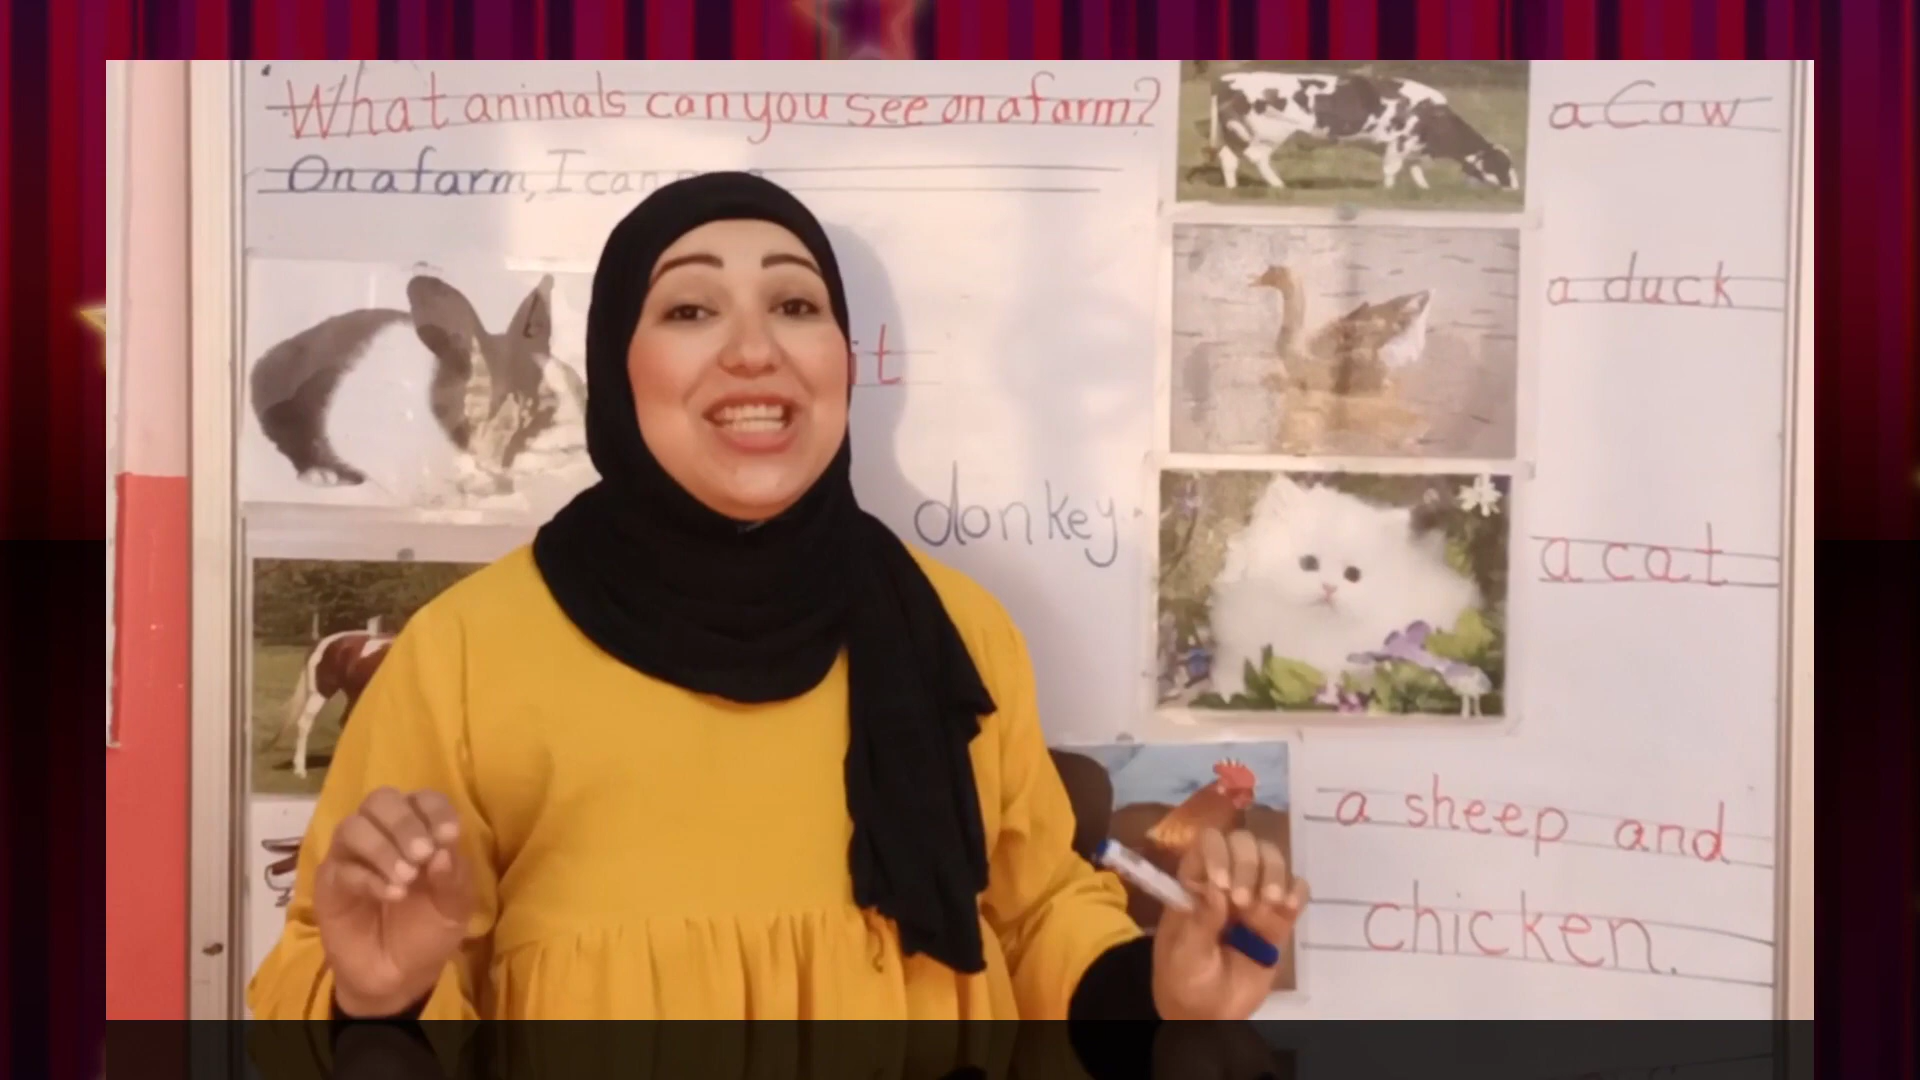 What animals can you see on a farm?
On a farm, I can
donkey
a Cow
a duck
a cat
a sheep and
chicken.